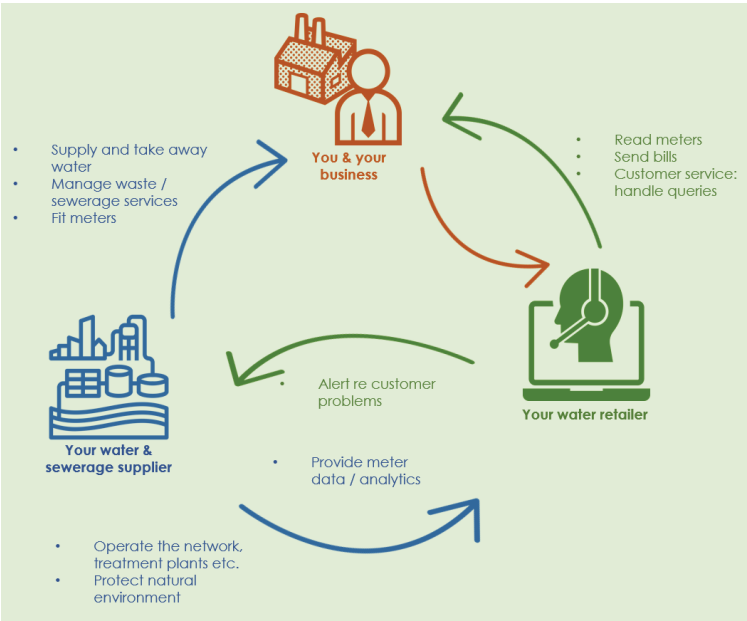 • Supply and take away
water
• Manage waste /
sewerage services
• Fit meters
You & your
business
• Read meters
• Send bills
• Customer service:
handle queries
Your water &
sewerage supplier
• Alert re customer
problems
Your water retailer
• Provide meter
data / analytics
• Operate the network,
treatment plants etc.
• Protect natural
environment